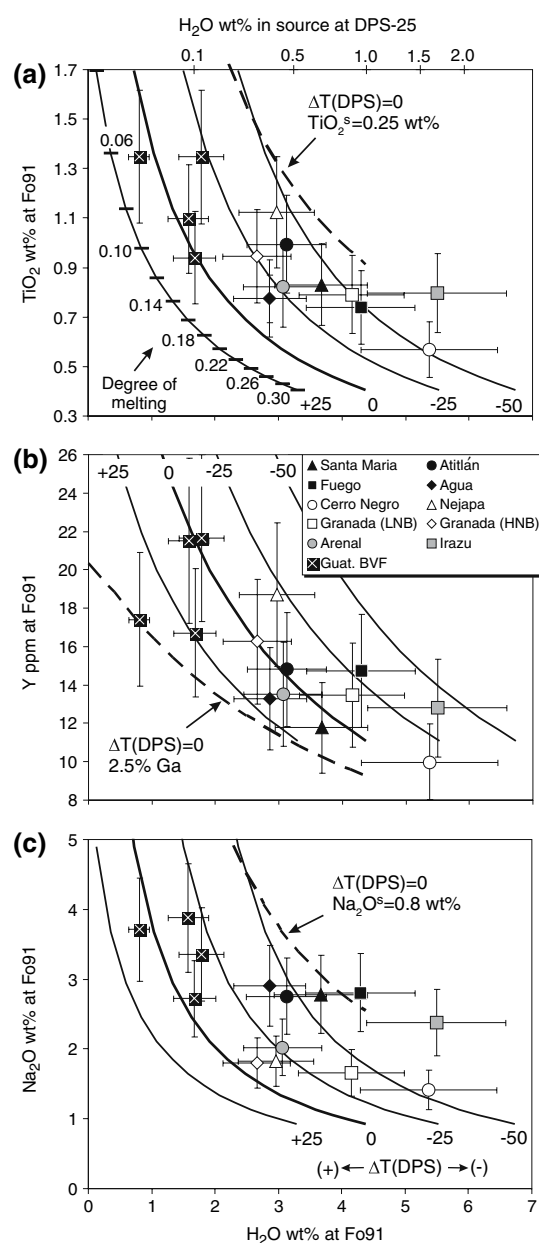 H2O wt% in source at DPS-25
0.1 0.5 1.0 2.0
(a)
1.7
1.5
1.3
1.1
0.9
0.7
0.5
0.3
TiO2 wt% at Fo91
ΔT(DPS)=0
TiO2s=0.25 wt%
0.06
0.10
0.14
0.18
0.22
0.26
0.30
Degree of
melting
+25 0 -25 -50
(b)
26
24
22
20
18
16
14
12
10
8
Y ppm at Fo91
+25 0 -25 -50
Santa Maria Atitlán
Fuego Agua
Cerro Negro Nejapa
Granada (LNB) Granada (HNB)
Arenal Irazu
Guat. BVF
ΔT(DPS)=0
2.5% Ga
(c)
5
4
3
2
1
0
Na2O wt% at Fo91
ΔT(DPS)=0
Na2Os=0.8 wt%
+25 0 -25 -50
(+) ΔT(DPS) (-)
0 1 2 3 4 5 6 7
H2O wt% at Fo91